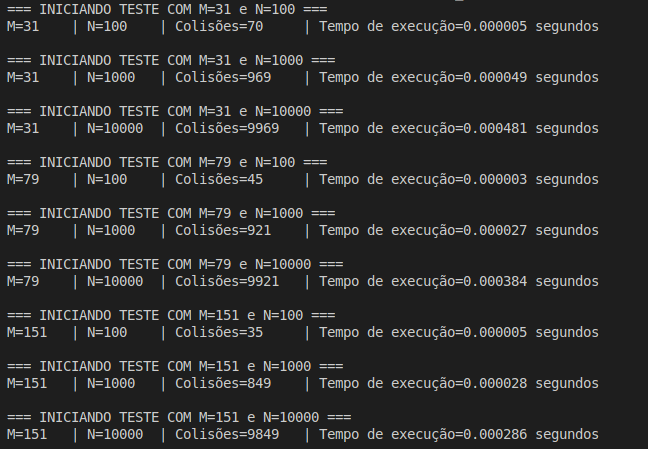 === INICIANDO TESTE COM M=31 e N=100 ===
M=31    | N=100    | Colisões=70     | Tempo de execução=0.000005 segundos
=== INICIANDO TESTE COM M=31 e N=1000 ===
M=31    | N=1000   | Colisões=969    | Tempo de execução=0.000049 segundos
=== INICIANDO TESTE COM M=31 e N=10000 ===
M=31    | N=10000  | Colisões=9969   | Tempo de execução=0.000481 segundos
=== INICIANDO TESTE COM M=79 e N=100 ===
M=79    | N=100    | Colisões=45     | Tempo de execução=0.000003 segundos
=== INICIANDO TESTE COM M=79 e N=1000 ===
M=79    | N=1000   | Colisões=921    | Tempo de execução=0.000027 segundos
=== INICIANDO TESTE COM M=79 e N=10000 ===
M=79    | N=10000  | Colisões=9921   | Tempo de execução=0.000384 segundos
=== INICIANDO TESTE COM M=151 e N=100 ===
M=151   | N=100    | Colisões=35     | Tempo de execução=0.000005 segundos
=== INICIANDO TESTE COM M=151 e N=1000 ===
M=151   | N=1000   | Colisões=849    | Tempo de execução=0.000028 segundos
=== INICIANDO TESTE COM M=151 e N=10000 ===
M=151   | N=10000  | Colisões=9849   | Tempo de execução=0.000286 segundos